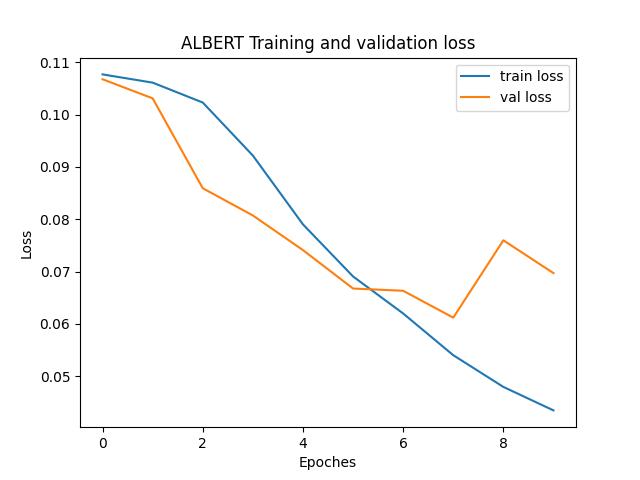 ALBERT Training and validation loss
train loss
val loss
0.11
0.10
0.09
0.08
0.07
0.06
0.05
Loss
0 2 4 6 8
Epoches